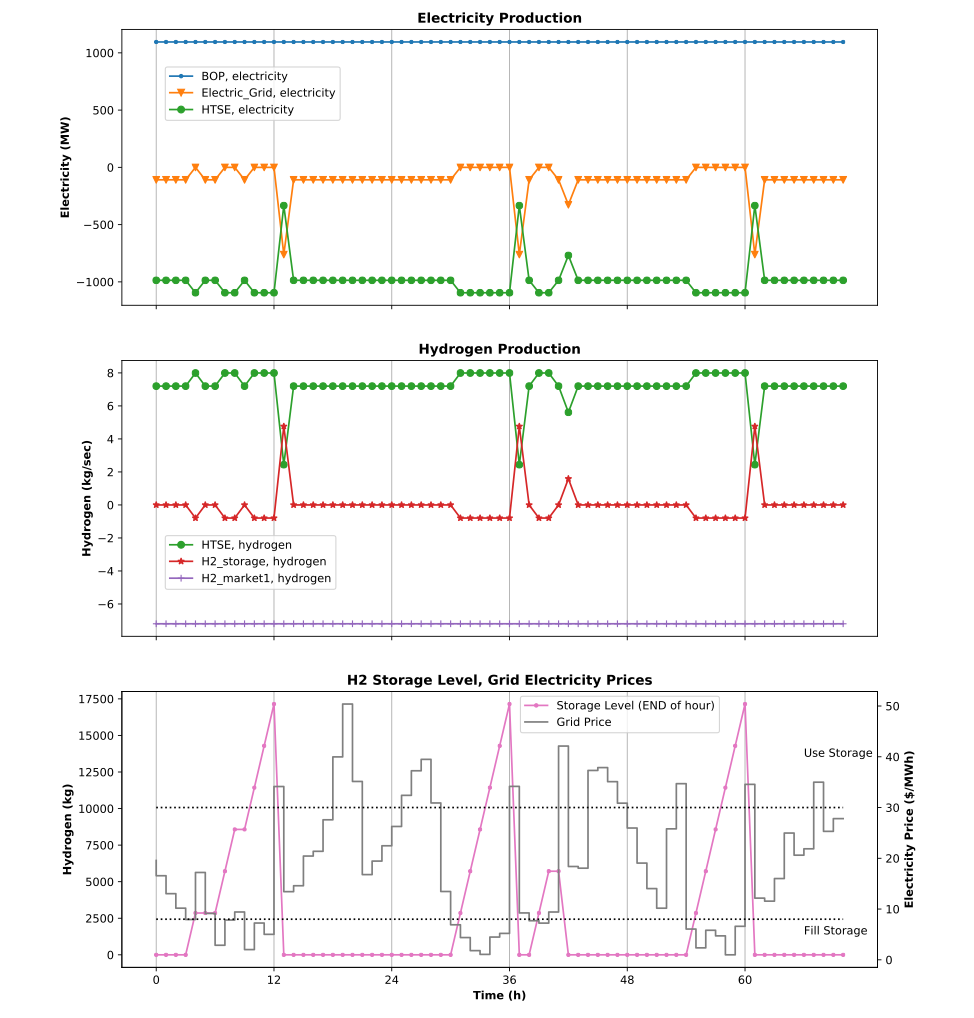 Electricity Production
1000
500
0
−500
−1000
Electricity (MW)
BOP, electricity
Electric_Grid, electricity
HTSE, electricity
Hydrogen Production
8
6
4
2
0
−2
−4
−6
Hydrogen (kg/sec)
HTSE, hydrogen
H2_storage, hydrogen
H2_market1, hydrogen
H2 Storage Level, Grid Electricity Prices
17500
15000
12500
10000
7500
5000
2500
0
Hydrogen (kg)
Storage Level (END of hour)
Grid Price
Use Storage
Fill Storage
50
40
30
20
10
0
Electricity Price ($/MWh)
0 12 24 36 48 60
Time (h)